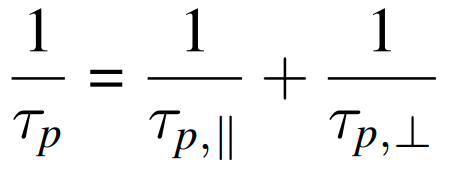 1/τ_p = 1/τ_{p,∥} + 1/τ_{p,⊥}